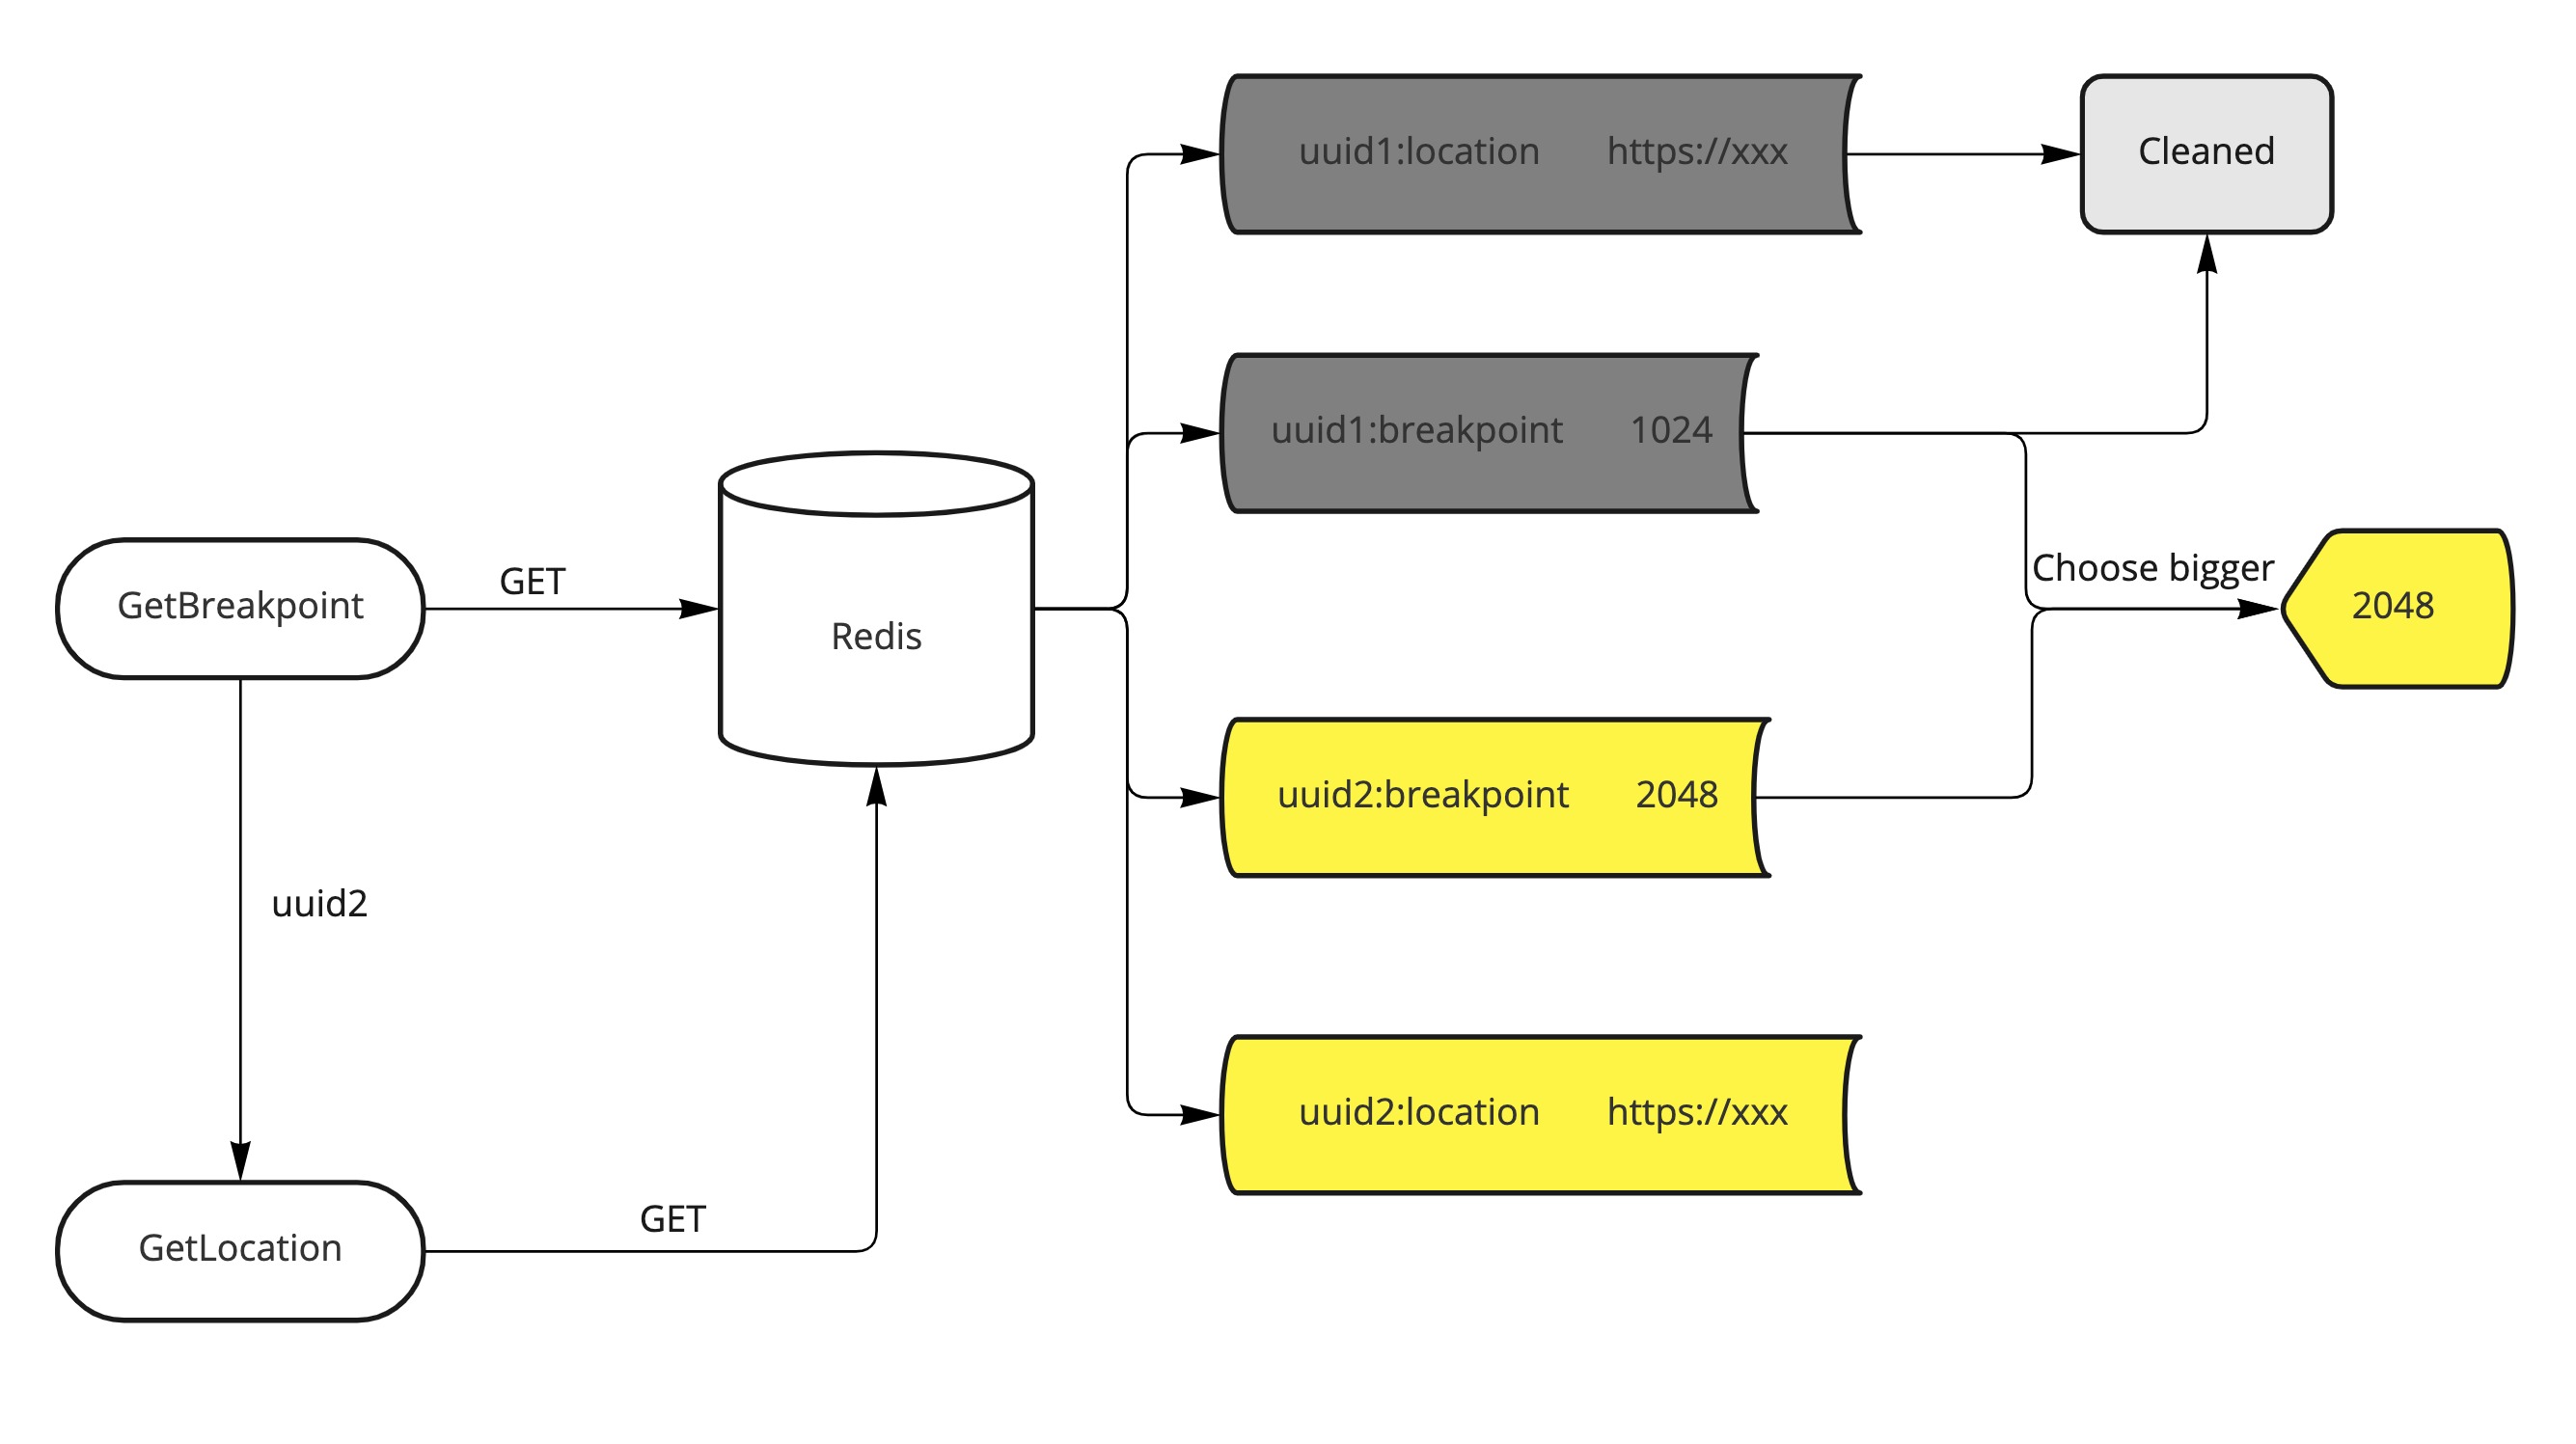 uuid1:location https://xxx
Cleaned
uuid1:breakpoint 1024
GetBreakpoint
GET
Redis
Choose bigger
2048
uuid2:breakpoint 2048
uuid2
uuid2:location https://xxx
GetLocation
GET